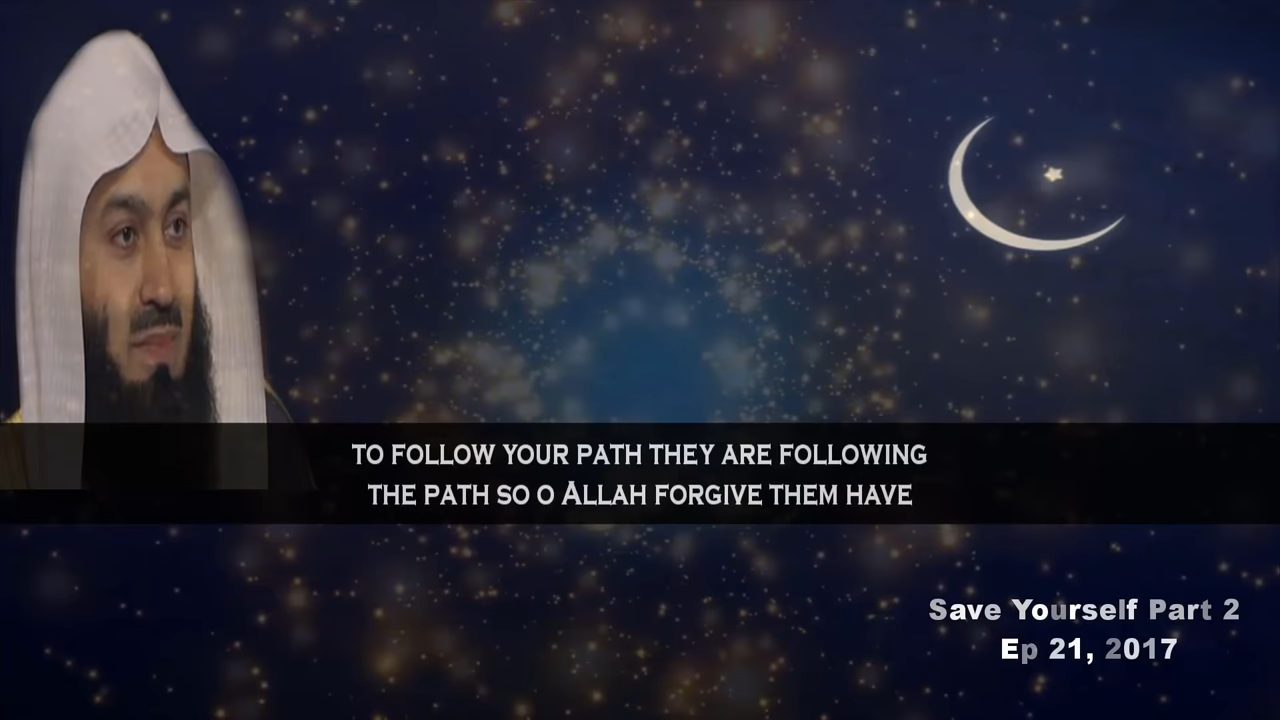 TO FOLLOW YOUR PATH THEY ARE FOLLOWING
THE PATH SO O ALLAH FORGIVE THEM HAVE
Save Yourself Part 2
Ep 21, 2017